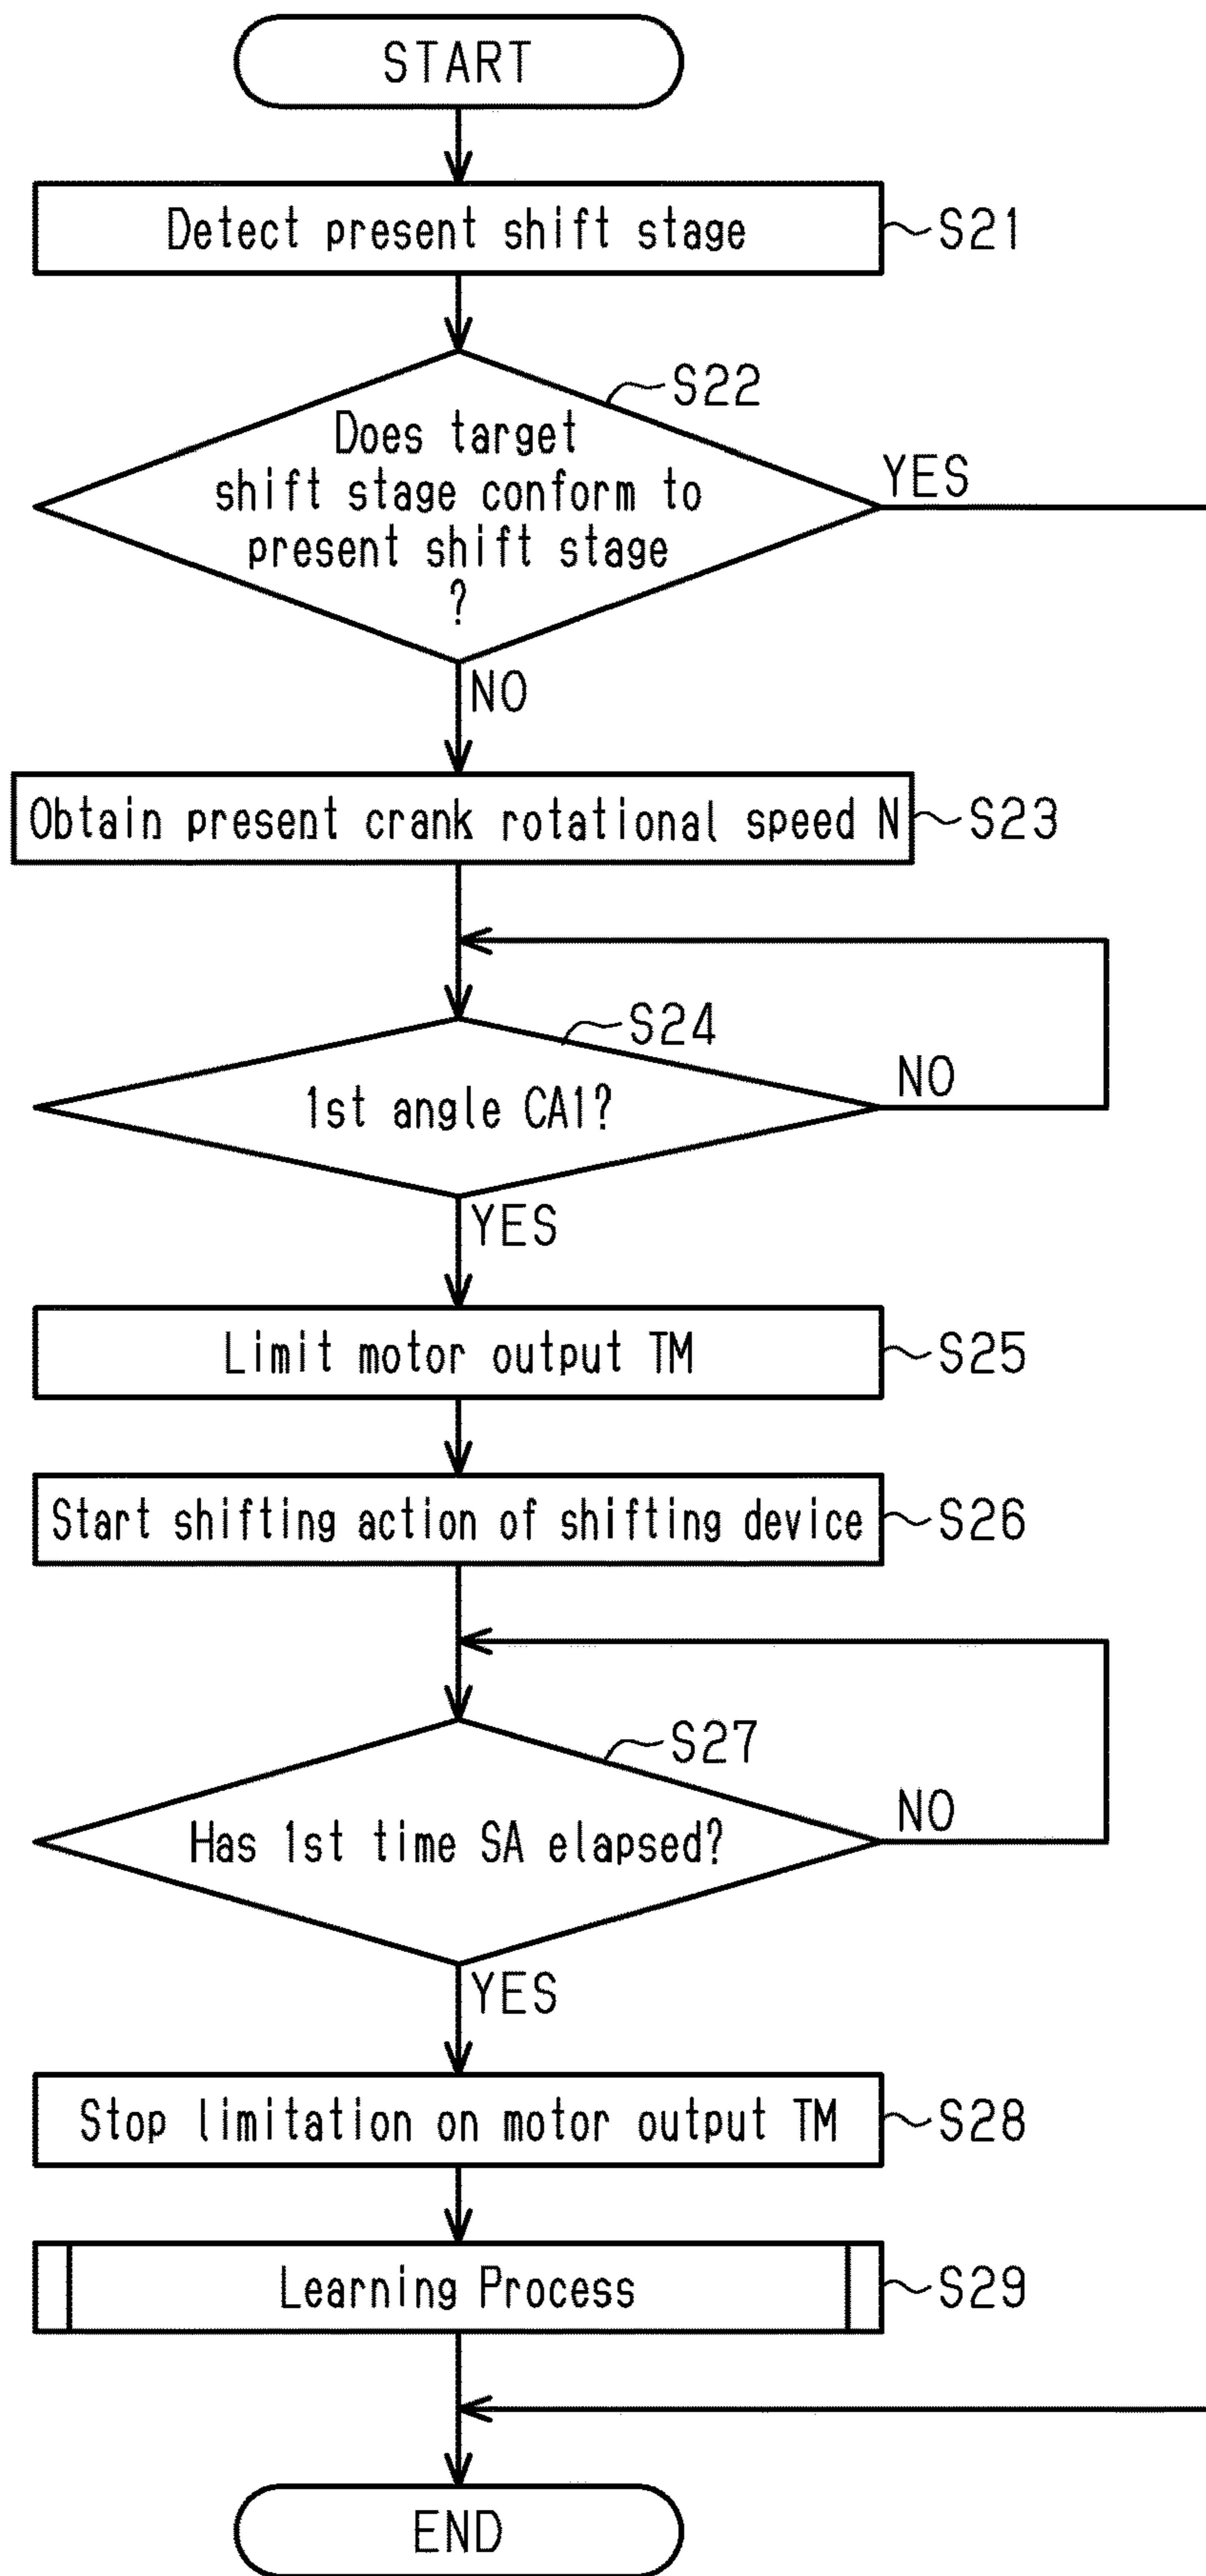 START
Detect present shift stage
S21
S22
Does target
shift stage conform to
present shift stage
?
YES
NO
Obtain present crank rotational speed N
S23
S24
1st angle CA1?
NO
YES
Limit motor output TM
S25
Start shifting action of shifting device
S26
S27
Has 1st time SA elapsed?
NO
YES
Stop limitation on motor output TM
S28
Learning Process
S29
END